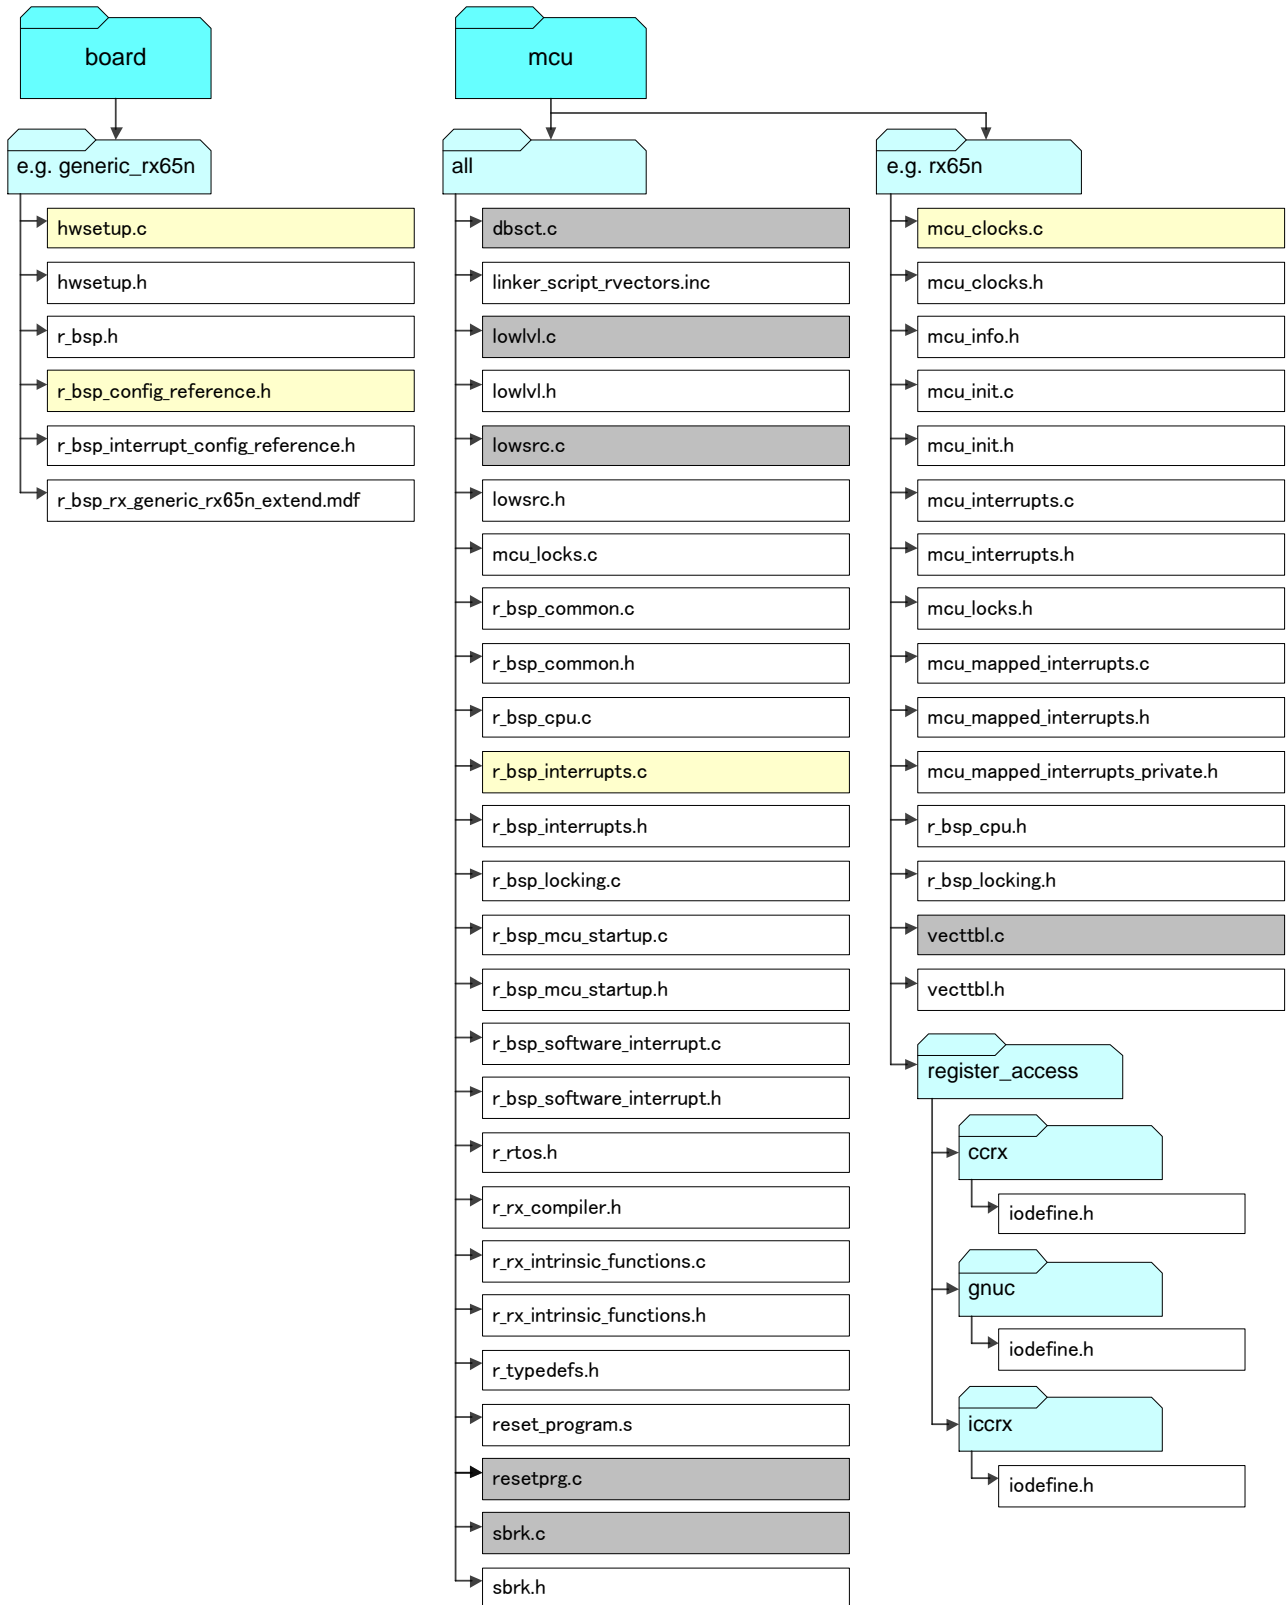 board
e.g. generic_rx65n
hwsetup.c
hwsetup.h
r_bsp.h
r_bsp_config_reference.h
r_bsp_interrupt_config_reference.h
r_bsp_rx_generic_rx65n_extend.mdf
mcu
all
dbsct.c
linker_script_rvectors.inc
lowlvl.c
lowlvl.h
lowsrc.c
lowsrc.h
mcu_locks.c
r_bsp_common.c
r_bsp_common.h
r_bsp_cpu.c
r_bsp_interrupts.c
r_bsp_interrupts.h
r_bsp_locking.c
r_bsp_mcu_startup.c
r_bsp_mcu_startup.h
r_bsp_software_interrupt.c
r_bsp_software_interrupt.h
r_rtos.h
r_rx_compiler.h
r_rx_intrinsic_functions.c
r_rx_intrinsic_functions.h
r_typedefs.h
reset_program.s
resetprg.c
sbrk.c
sbrk.h
e.g. rx65n
mcu_clocks.c
mcu_clocks.h
mcu_info.h
mcu_init.c
mcu_init.h
mcu_interrupts.c
mcu_interrupts.h
mcu_locks.h
mcu_mapped_interrupts.c
mcu_mapped_interrupts.h
mcu_mapped_interrupts_private.h
r_bsp_cpu.h
r_bsp_locking.h
vecttbl.c
vecttbl.h
register_access
ccrx
iodefine.h
gnuc
iodefine.h
iccrx
iodefine.h